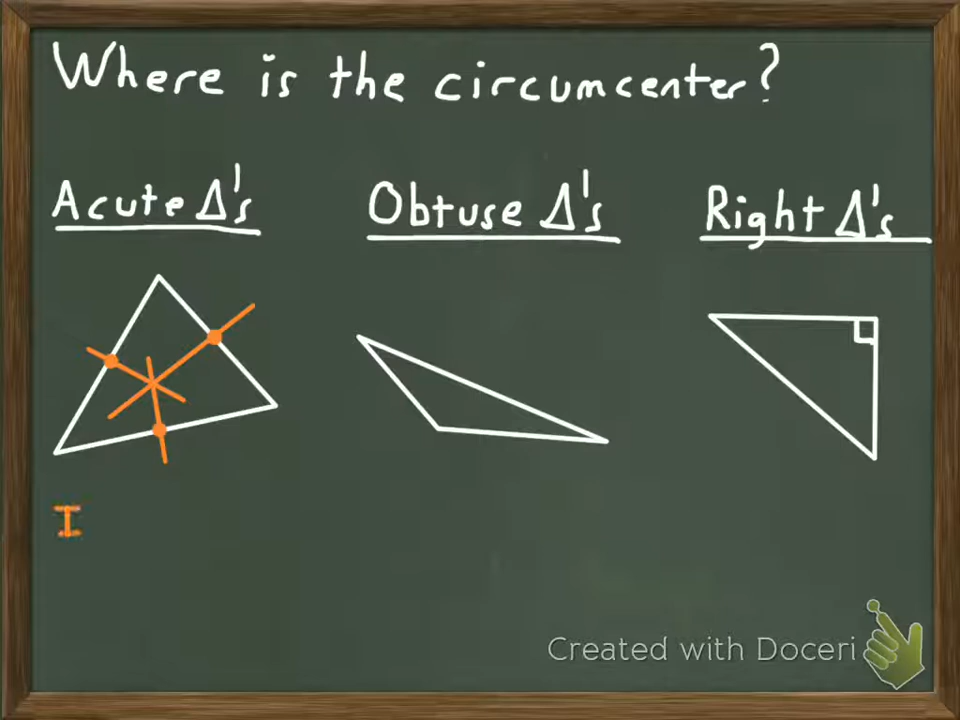 Where is the circumcenter?
Acute Δ's
Obtuse Δ's
Right Δ's
I
Created with Doceri